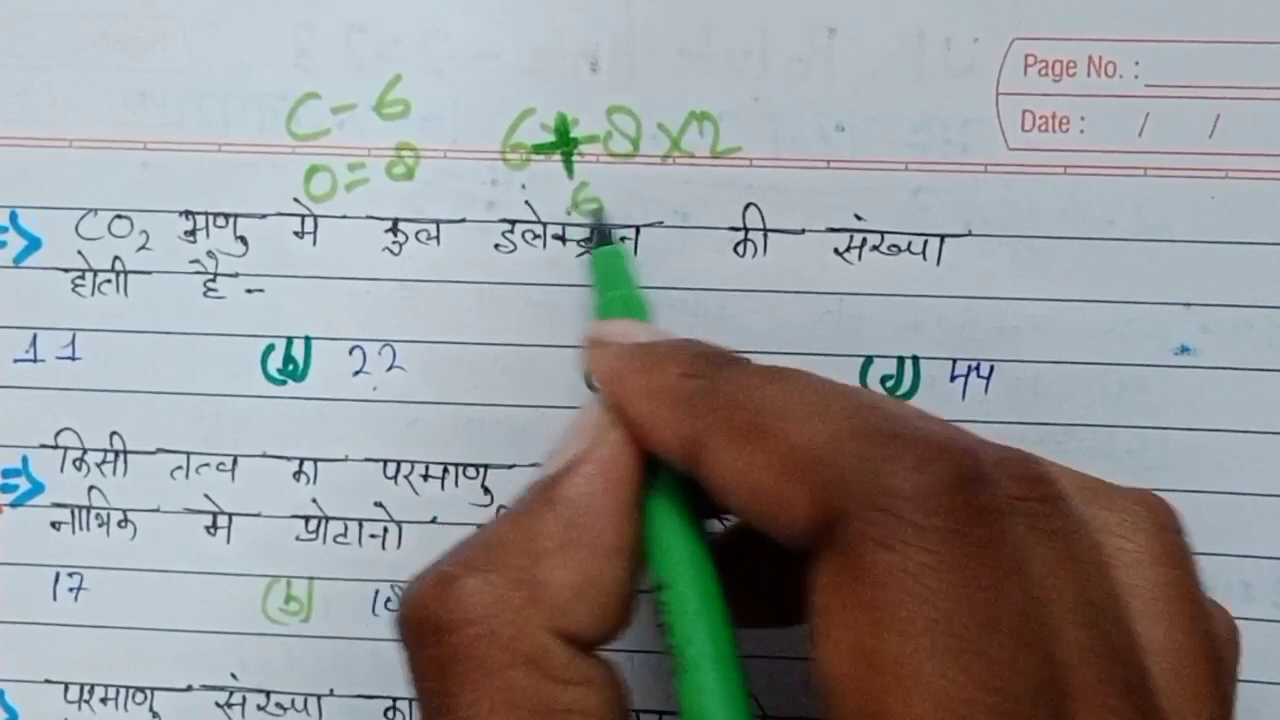 Page No. :
Date : / /
C- 6
O= 8
6+8×2
6
⇒ CO2 अणु मे कुल इलेक्ट्रान की संख्या
होती है -
11 (b) 22 (d) 44
⇒ किसी तत्व का परमाणु
नाभिक मे प्रोटानो
17 (b) 18
परमाणु संख्या का